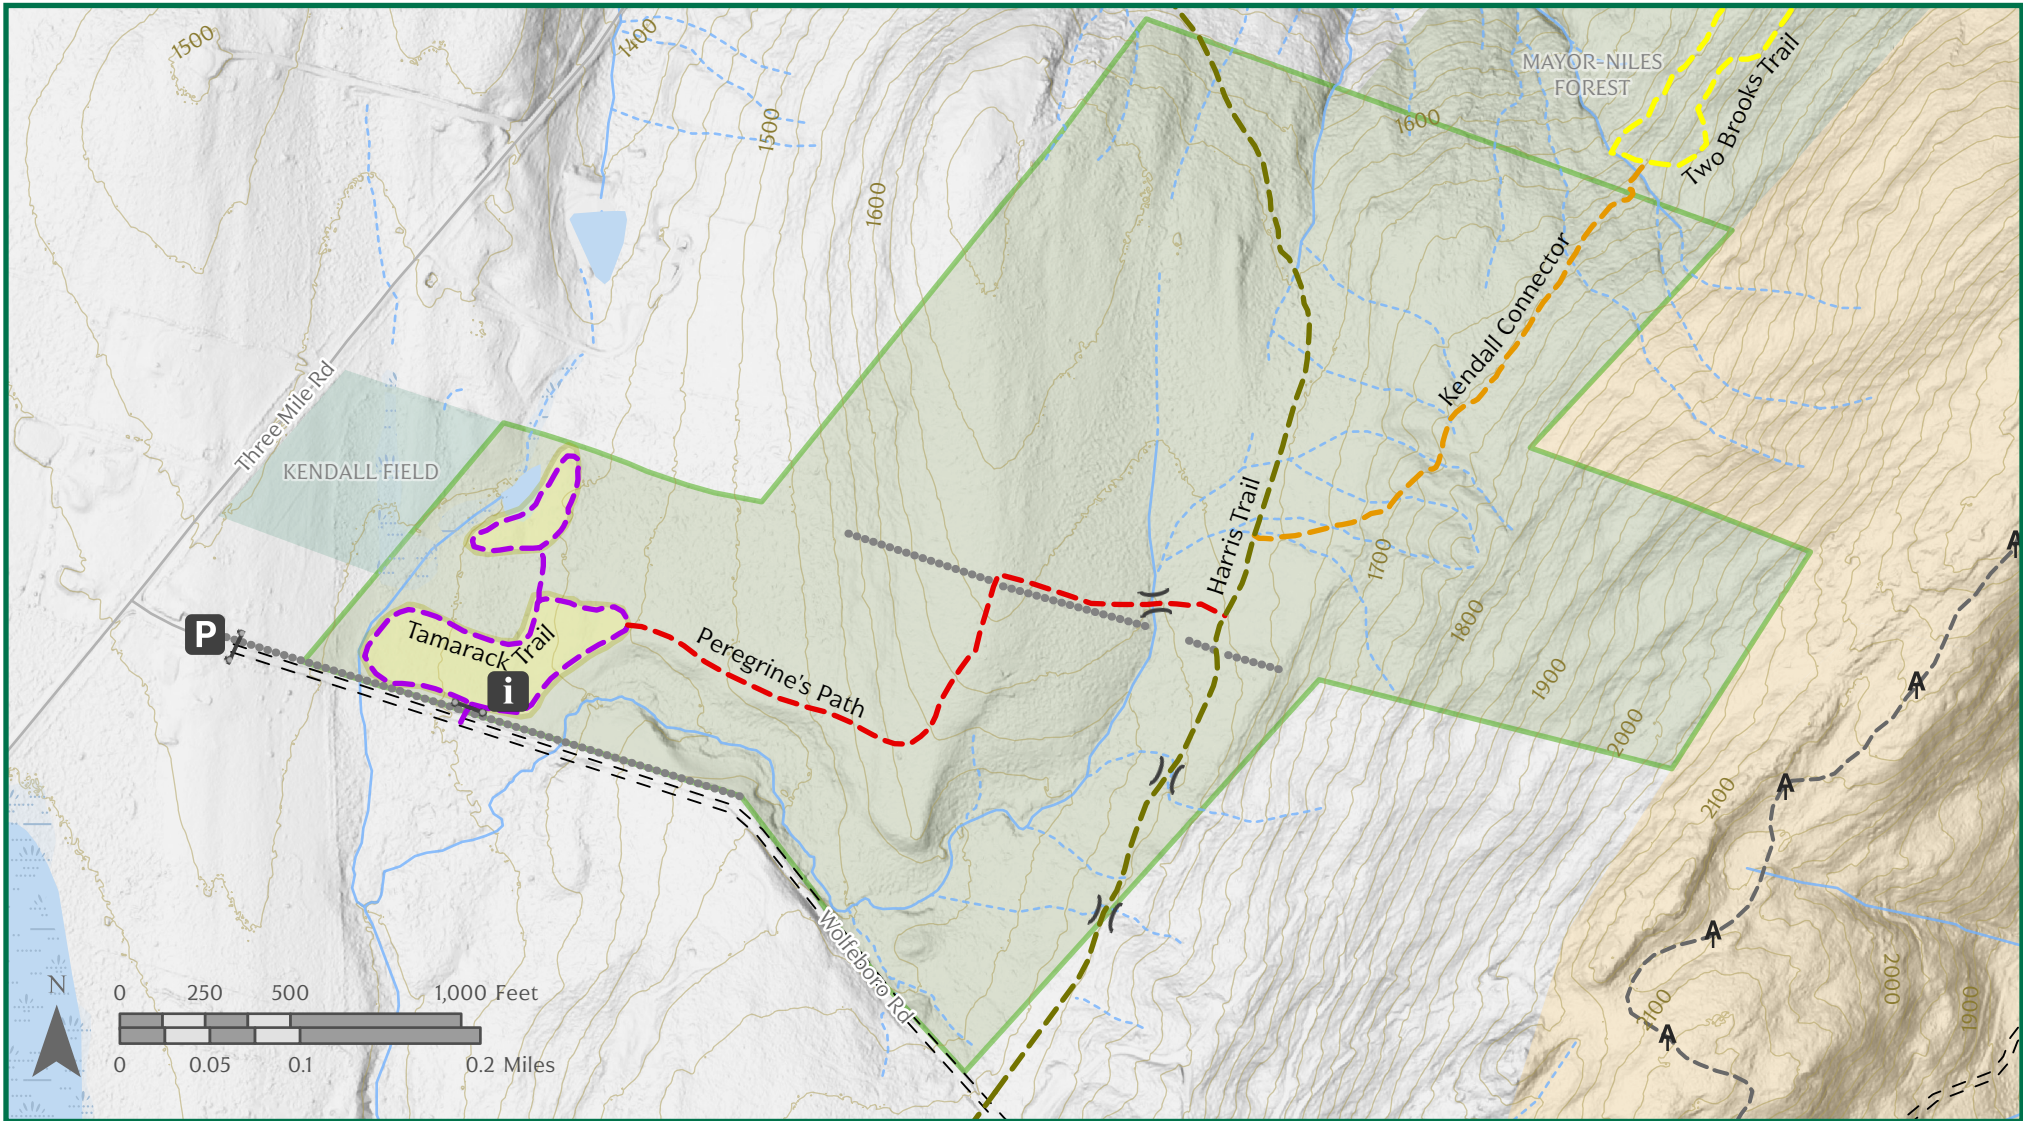 1500
1400
MAYOR-NILES
FOREST
Two Brooks Trail
1500
1600
1600
Kendall Connector
Three Mile Rd
KENDALL FIELD
Harris Trail
1700
P
Tamarack Trail
Peregrine's Path
i
1800
1900
2000
2100
A
A
A
A
A
Wolfeboro Rd
2000
1900
2100
N
0 250 500 1,000 Feet
0 0.05 0.1 0.2 Miles